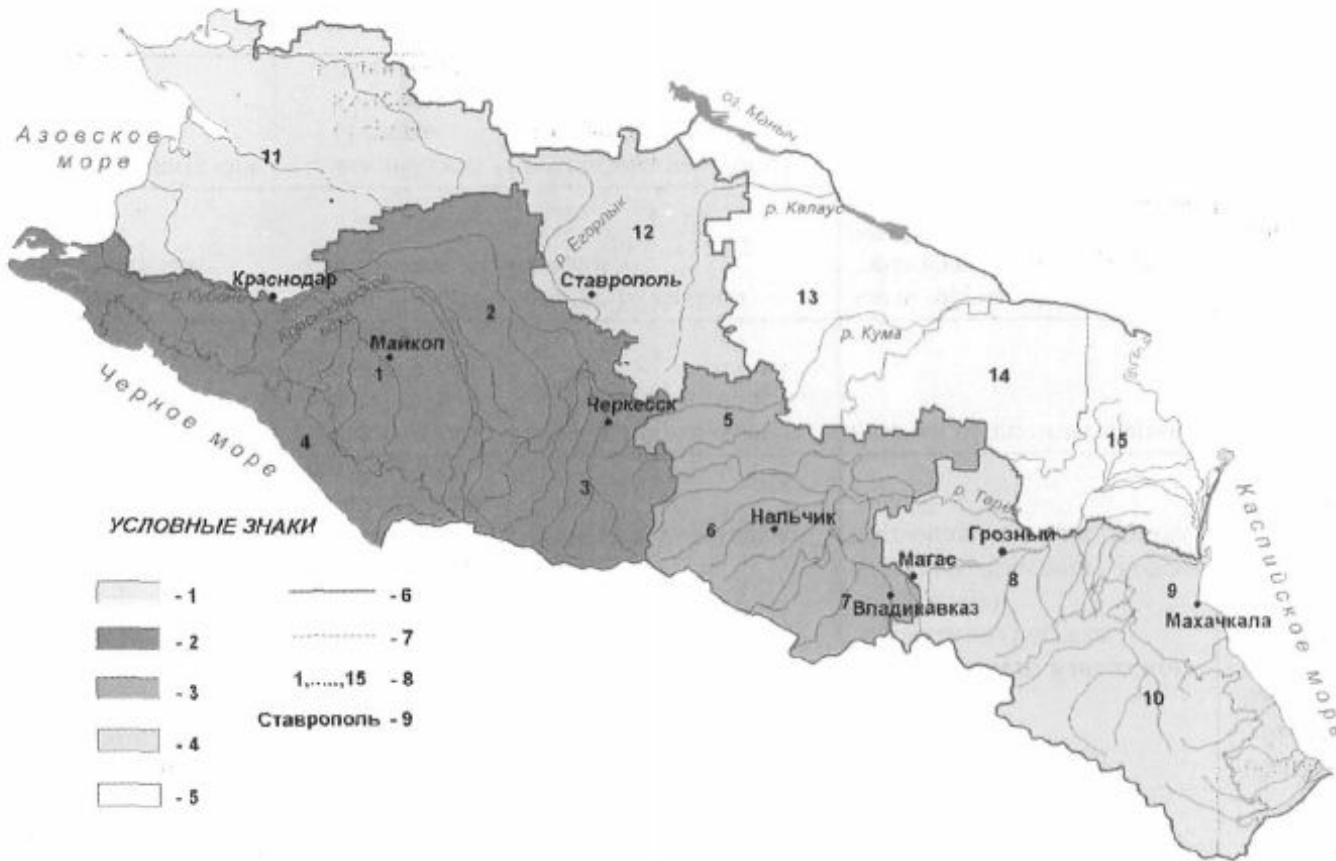 оз. Маныч
Азовское
море
11
р. Егорлык
р. Калаус
12
Краснодар
р.Кубань
Ставрополь
13
2
р. Кума
Майкоп
1
14
Черное море
Черкесск
5
15
4
3
р. Терек
Каспийское море
УСЛОВНЫЕ ЗНАКИ
6
Нальчик
Грозный
Магас
8
9
7
Владикавказ
Махачкала
10
- 1
- 6
- 2
- 7
- 3
1,.....,15 - 8
Ставрополь - 9
- 4
- 5